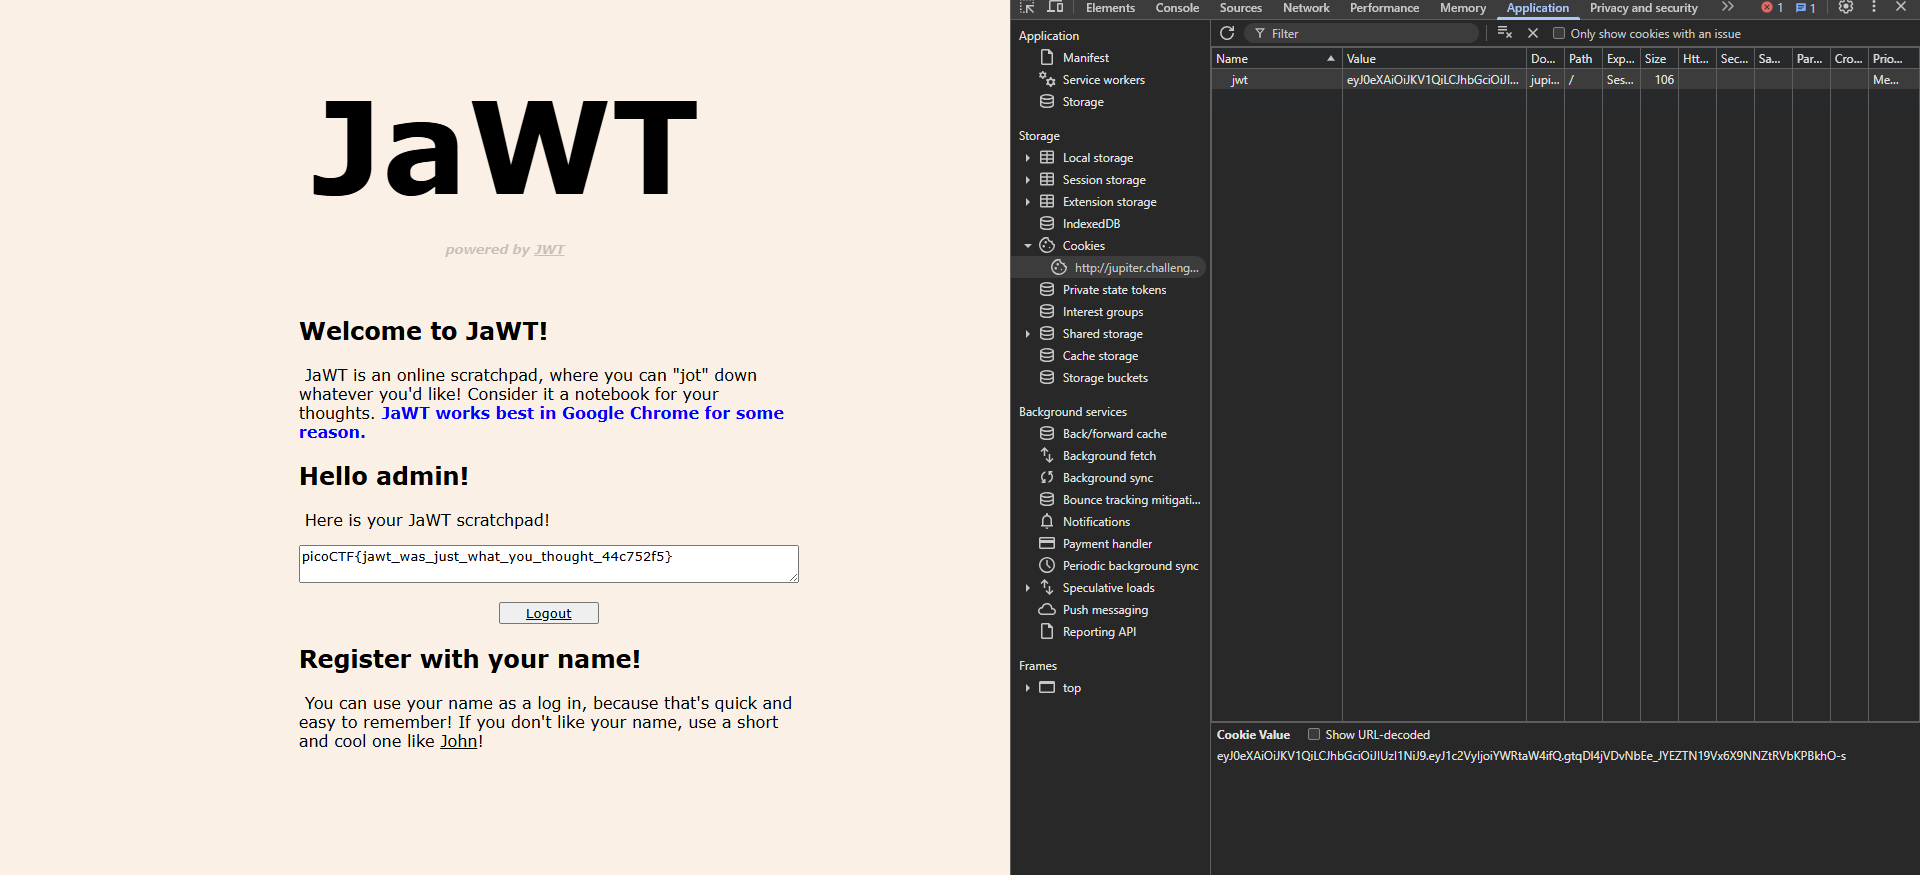 JaWT
powered by JWT
Welcome to JaWT!
JaWT is an online scratchpad, where you can "jot" down
whatever you'd like! Consider it a notebook for your
thoughts. JaWT works best in Google Chrome for some
reason.
Hello admin!
Here is your JaWT scratchpad!
picoCTF{jawt_was_just_what_you_thought_44c752f5}
Logout
Register with your name!
You can use your name as a log in, because that's quick and
easy to remember! If you don't like your name, use a short
and cool one like John!
Elements Console Sources Network Performance Memory Application Privacy and security 1 1
Application
Manifest
Service workers
Storage
Storage
Local storage
Session storage
Extension storage
IndexedDB
Cookies
http://jupiter.challeng...
Private state tokens
Interest groups
Shared storage
Cache storage
Storage buckets
Background services
Back/forward cache
Background fetch
Background sync
Bounce tracking mitigati...
Notifications
Payment handler
Periodic background sync
Speculative loads
Push messaging
Reporting API
Frames
top
Filter Only show cookies with an issue
Name Value Do... Path Exp... Size Htt... Sec... Sa... Par... Cro... Prio...
jwt eyJ0eXAiOiJKV1QiLCJhbGciOiJI... jupi... / Ses... 106 Me...
Cookie Value Show URL-decoded
eyJ0eXAiOiJKV1QiLCJhbGciOiJIUzI1NiJ9.eyJ1c2VyIjoiYWRtaW4ifQ.gtqDl4jVDvNbEe_JYEZTN19Vx6X9NNZtRVbKPBkhO-s